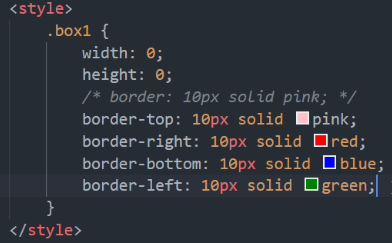 <style>
.box1 {
width: 0;
height: 0;
/* border: 10px solid pink; */
border-top: 10px solid pink;
border-right: 10px solid red;
border-bottom: 10px solid blue;
border-left: 10px solid green;
}
</style>